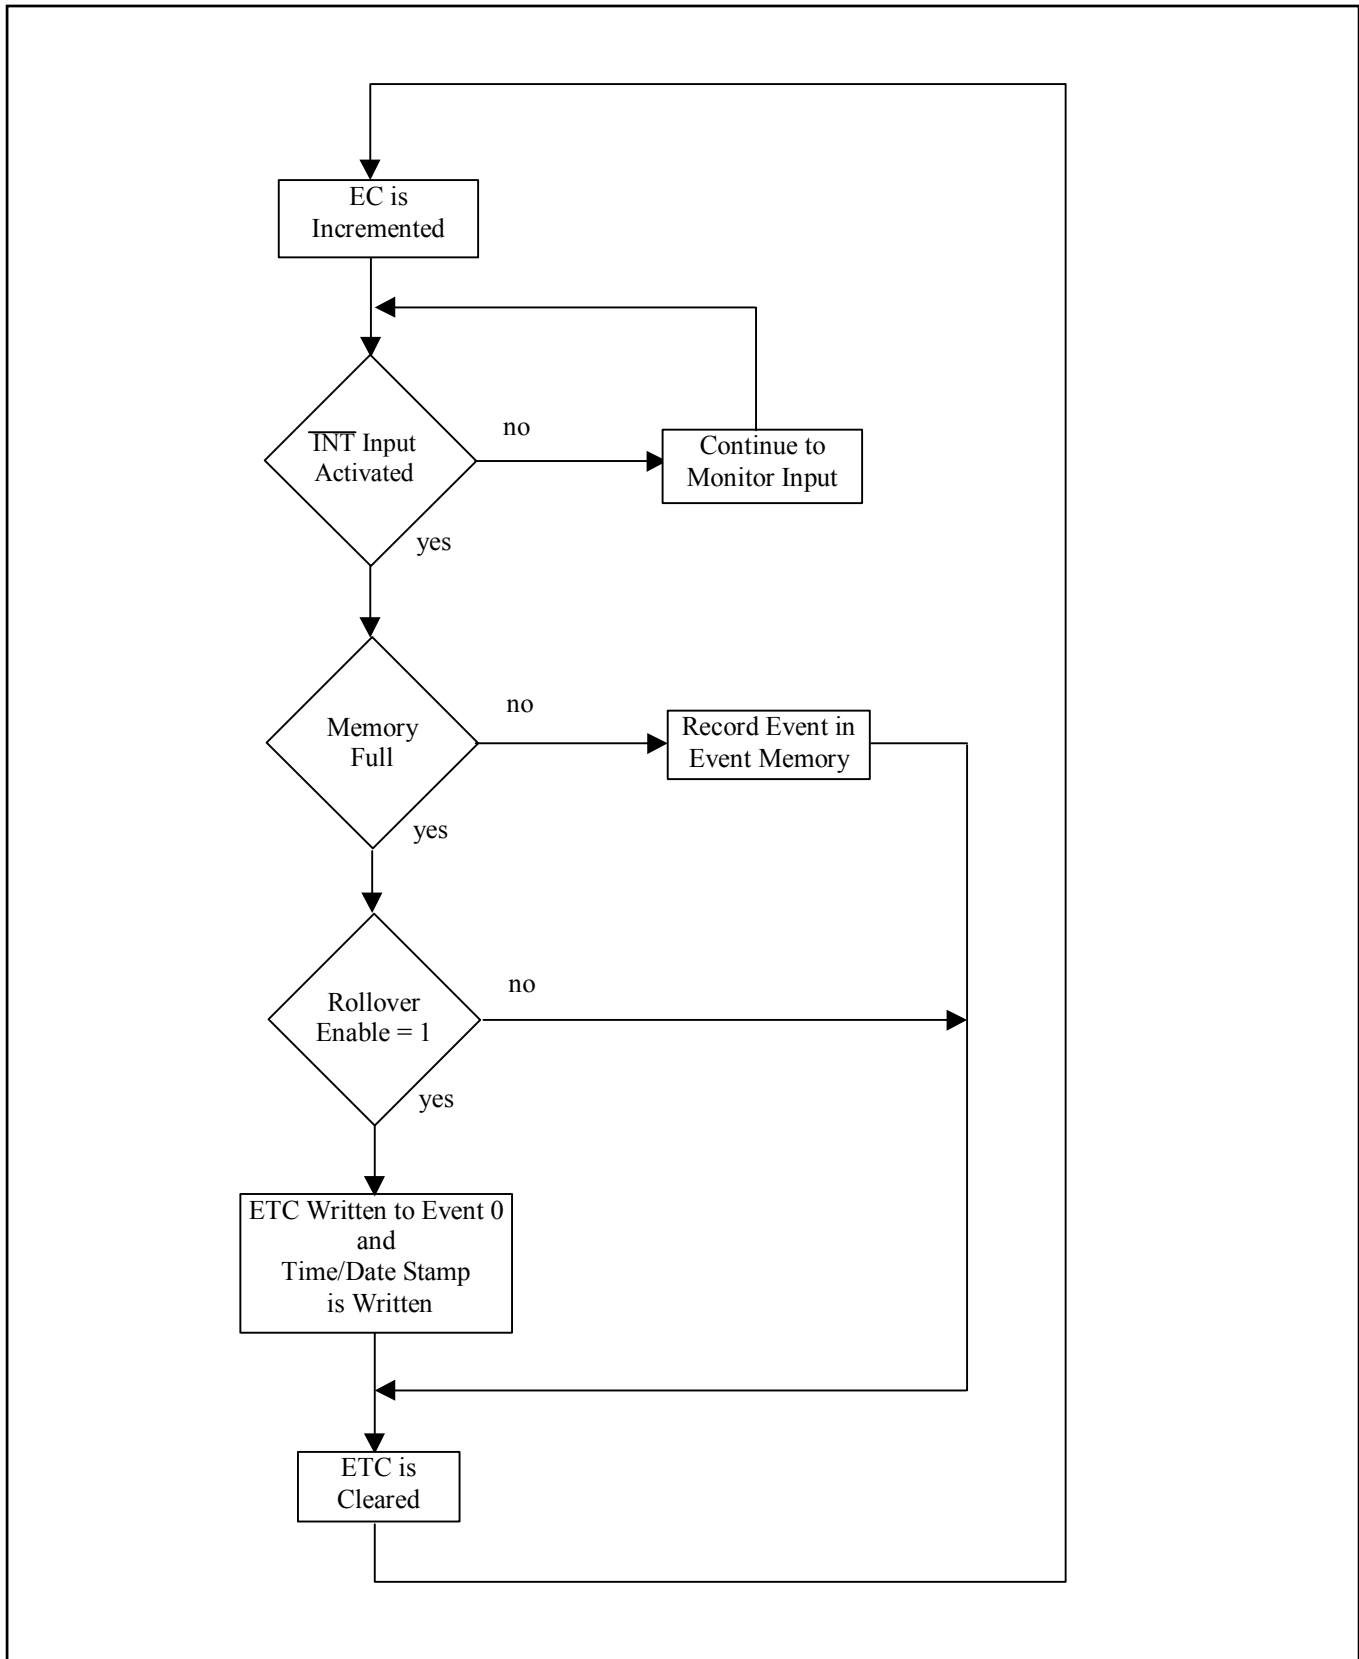 EC is
Incremented
INT Input
Activated
no
Continue to
Monitor Input
yes
Memory
Full
no
Record Event in
Event Memory
yes
Rollover
Enable = 1
no
yes
ETC Written to Event 0
and
Time/Date Stamp
is Written
ETC is
Cleared